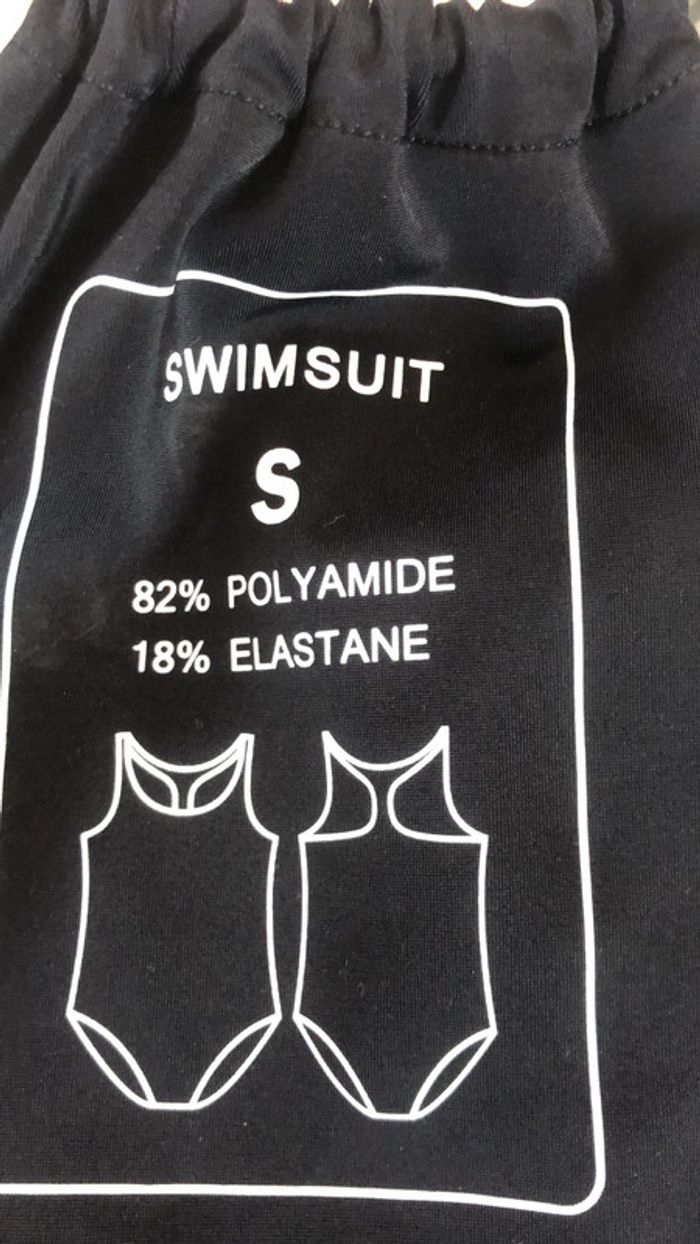 SWIMSUIT
S
82% POLYAMIDE
18% ELASTANE